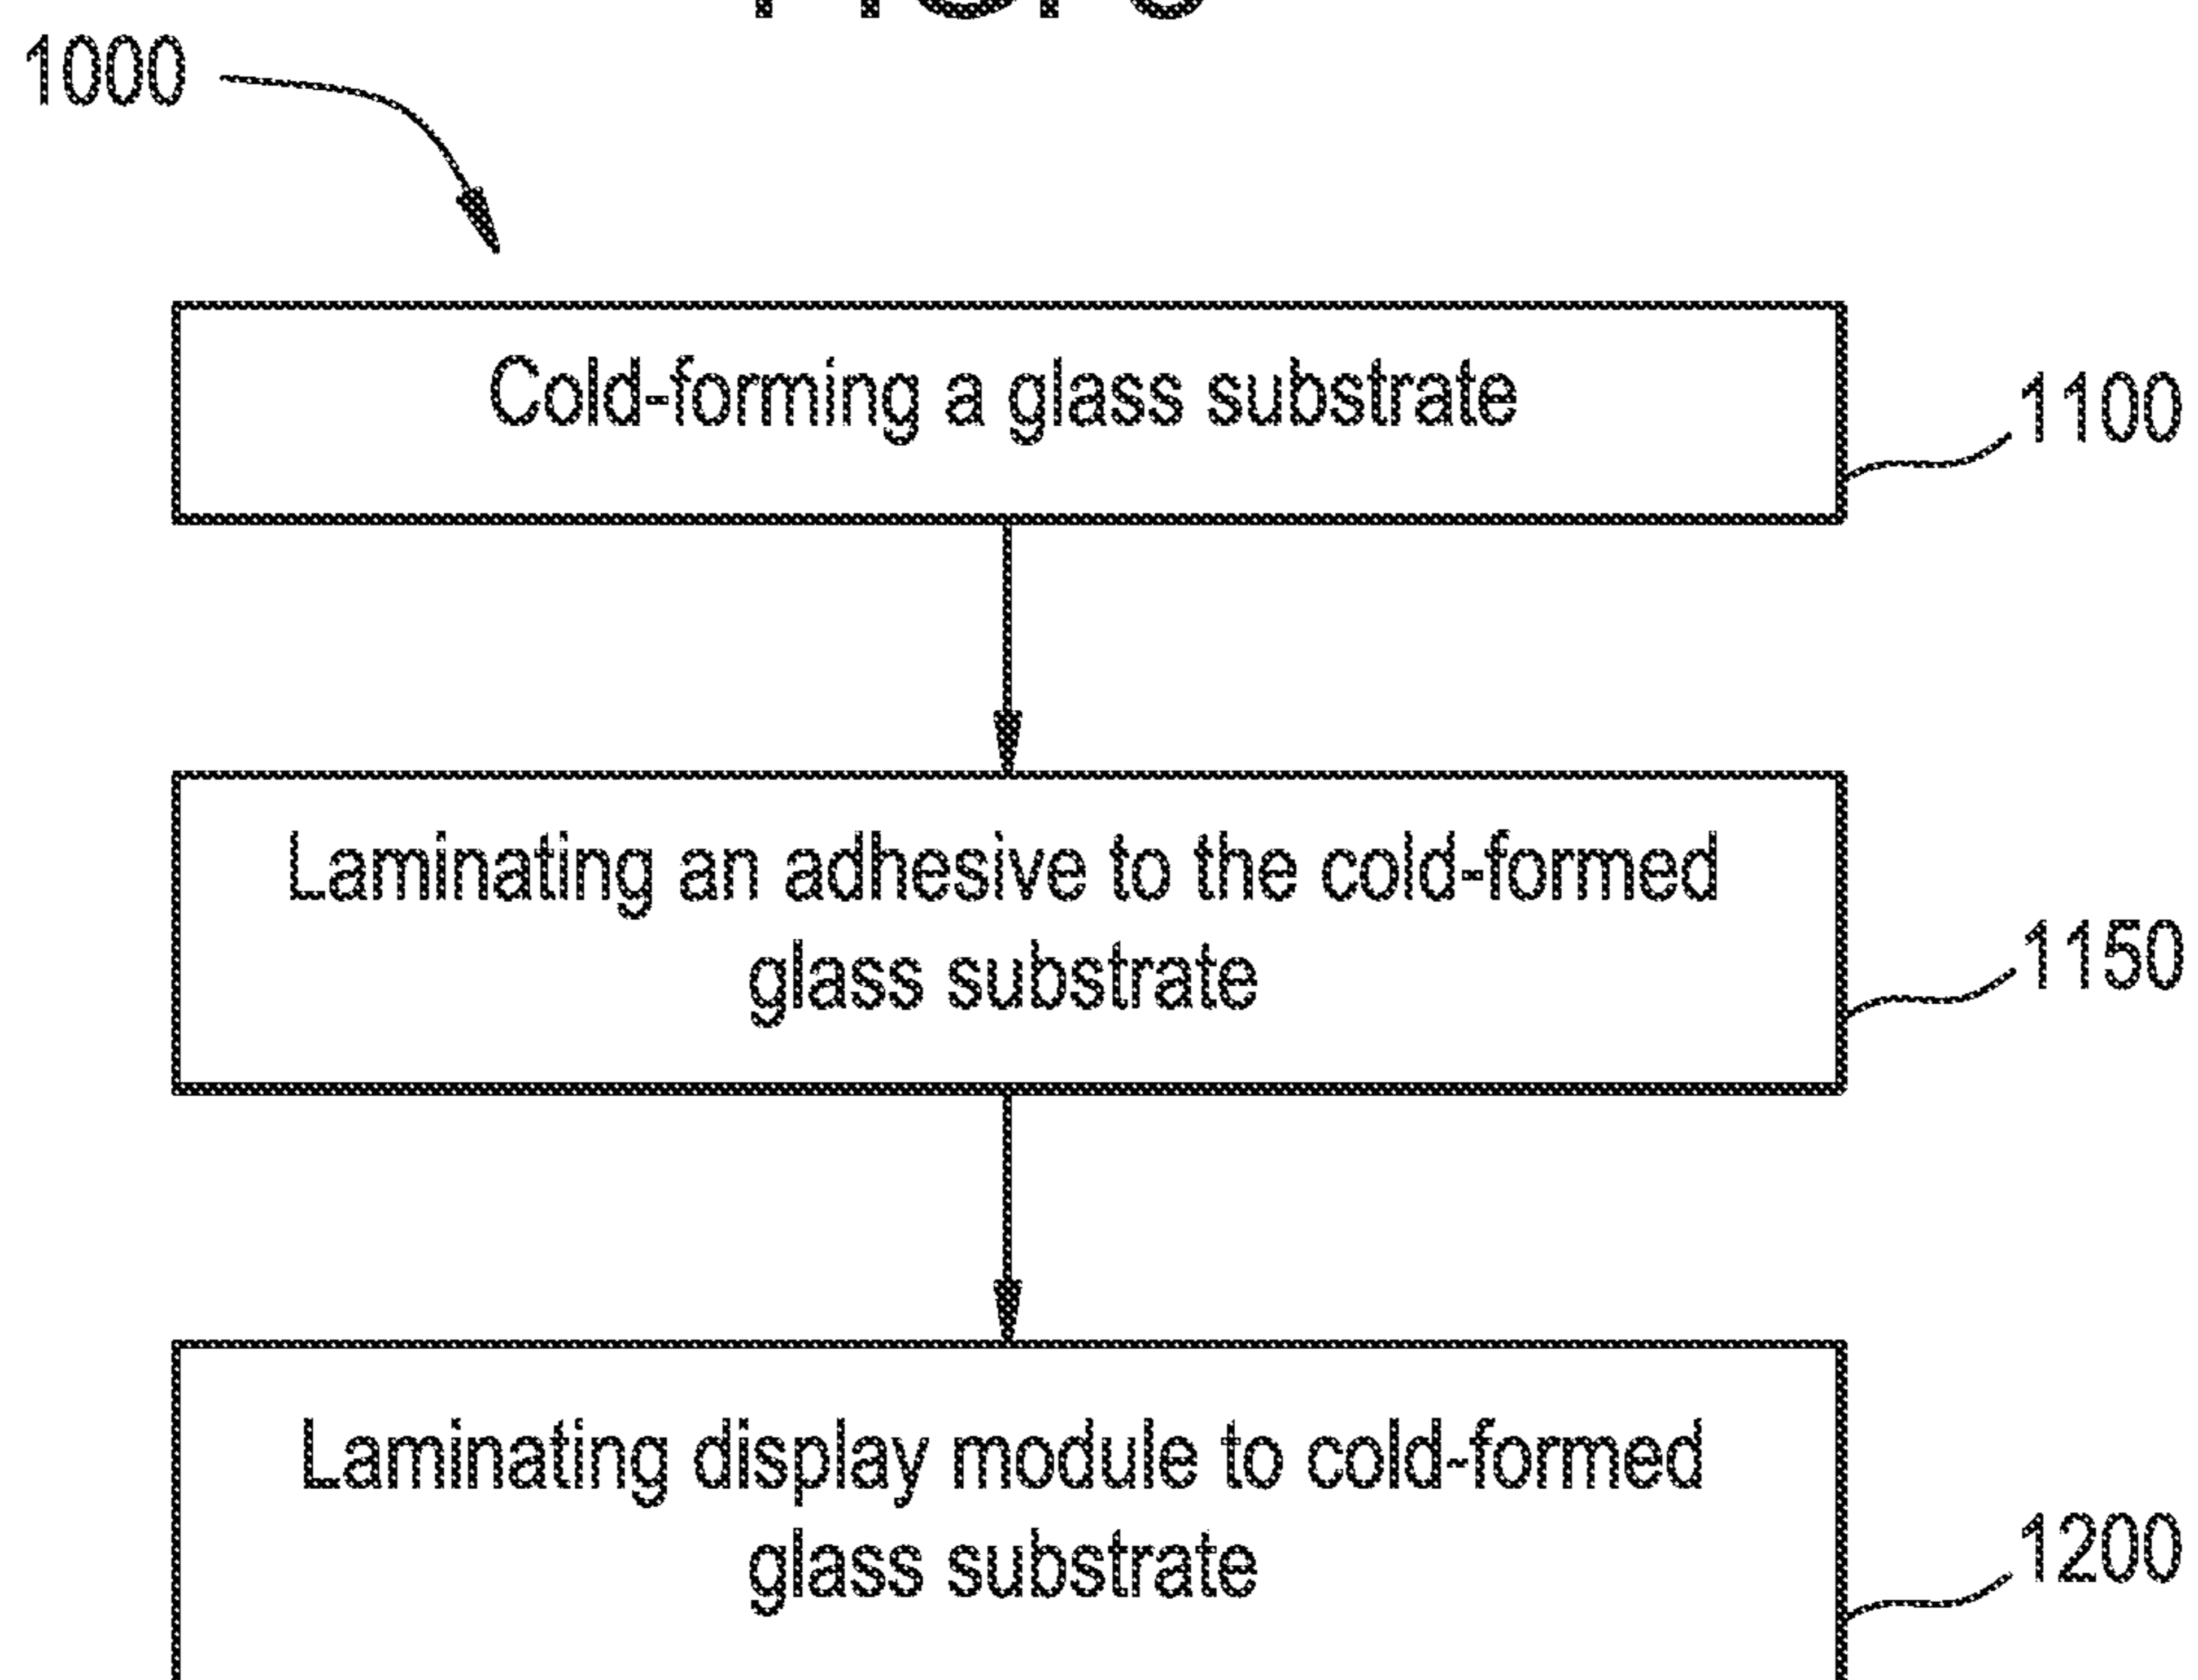 1000
Cold-forming a glass substrate
1100
Laminating an adhesive to the cold-formed
glass substrate
1150
Laminating display module to cold-formed
glass substrate
1200